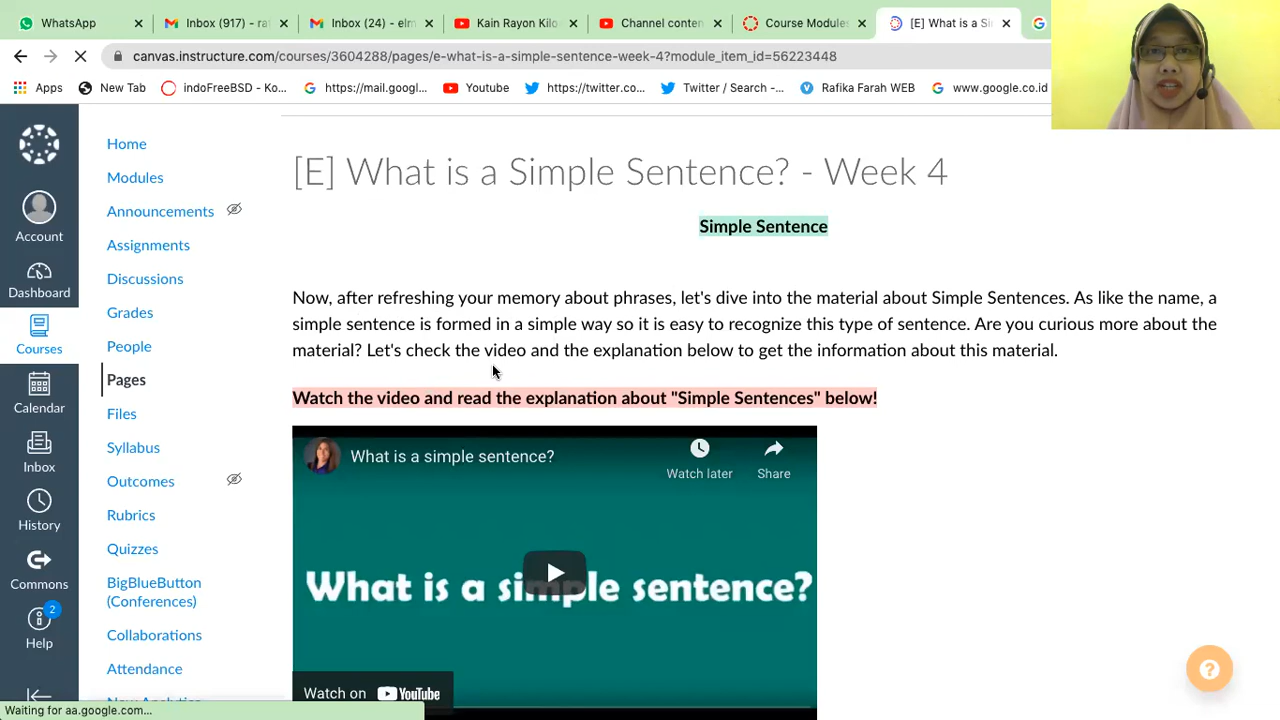 WhatsApp
Inbox (917) - ra
Inbox (24) - elm
Kain Rayon Kilo
Channel conten
Course Modules
[E] What is a Si
canvas.instructure.com/courses/3604288/pages/e-what-is-a-simple-sentence-week-4?module_item_id=56223448
Apps
New Tab
indoFreeBSD - Ko...
https://mail.googl...
Youtube
https://twitter.co...
Twitter / Search -...
Rafika Farah WEB
www.google.co.id
Account
Dashboard
Courses
Calendar
Inbox
History
Commons
2
Help
Home
Modules
Announcements
Assignments
Discussions
Grades
People
Pages
Files
Syllabus
Outcomes
Rubrics
Quizzes
BigBlueButton
(Conferences)
Collaborations
Attendance
New Analytics
[E] What is a Simple Sentence? - Week 4
Simple Sentence
Now, after refreshing your memory about phrases, let's dive into the material about Simple Sentences. As like the name, a
simple sentence is formed in a simple way so it is easy to recognize this type of sentence. Are you curious more about the
material? Let's check the video and the explanation below to get the information about this material.
Watch the video and read the explanation about "Simple Sentences" below!
What is a simple sentence?
Watch later
Share
What is a simple sentence?
Watch on YouTube
Waiting for aa.google.com...